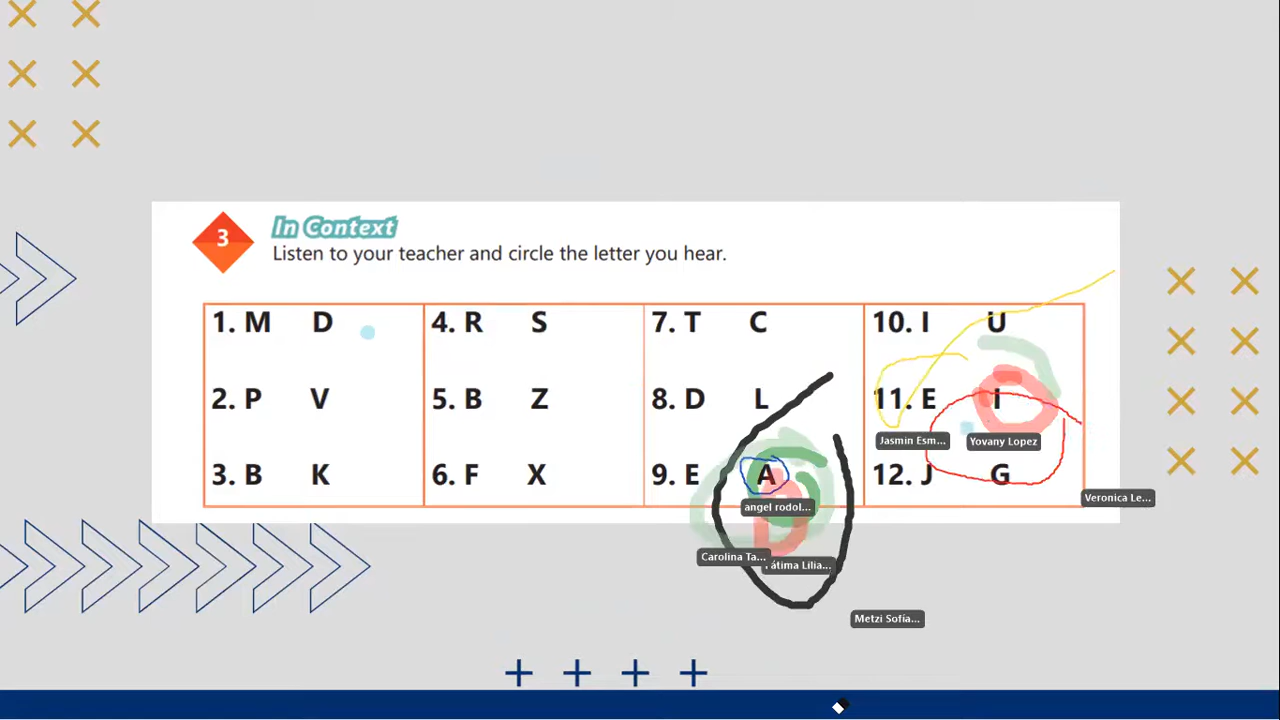 3
In Context
Listen to your teacher and circle the letter you hear.
1. M D
2. P V
3. B K
4. R S
5. B Z
6. F X
7. T C
8. D L
9. E A
10. I U
11. E I
12. J G
Jasmin Esm...
Yovany Lopez
Veronica Le...
angel rodol...
Carolina Ta...
Fátima Lilia...
Metzi Sofía...